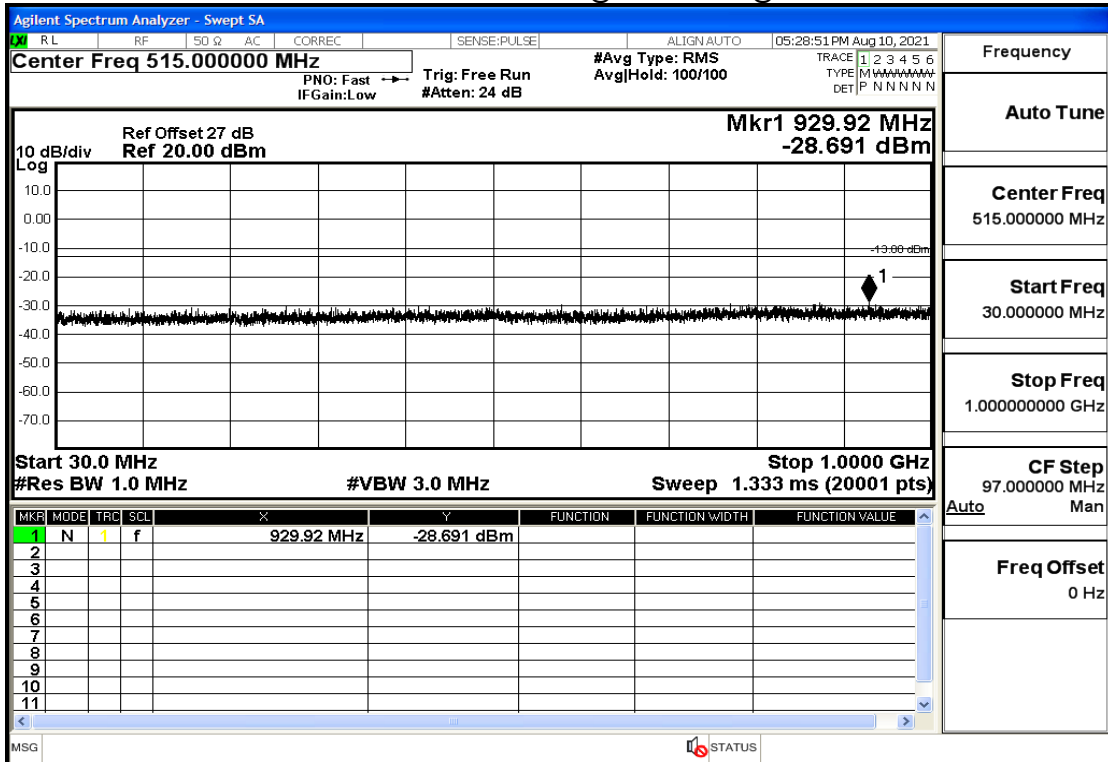 Agilent Spectrum Analyzer - Swept SA
LXI RL RF 50 Ω AC CORREC SENSE:PULSE ALIGN AUTO 05:28:51 PM Aug 10, 2021
Center Freq 515.000000 MHz
PNO: Fast
IFGain:Low
Trig: Free Run
#Atten: 24 dB
#Avg Type: RMS
Avg|Hold: 100/100
TRACE 1 2 3 4 5 6
TYPE M WWWWW
DET P N N N N N
Ref Offset 27 dB
Ref 20.00 dBm
10 dB/div
Log
Mkr1 929.92 MHz
-28.691 dBm
10.0
0.00
-10.0
-13.00 dBm
-20.0
1
-30.0
-40.0
-50.0
-60.0
-70.0
Start 30.0 MHz
Stop 1.0000 GHz
#Res BW 1.0 MHz #VBW 3.0 MHz Sweep 1.333 ms (20001 pts)
MKR MODE TRC SCL X Y FUNCTION FUNCTION WIDTH FUNCTION VALUE
1 N 1 f 929.92 MHz -28.691 dBm
2
3
4
5
6
7
8
9
10
11
MSG STATUS
Frequency
Auto Tune
Center Freq
515.000000 MHz
Start Freq
30.000000 MHz
Stop Freq
1.000000000 GHz
CF Step
97.000000 MHz
Auto Man
Freq Offset
0 Hz